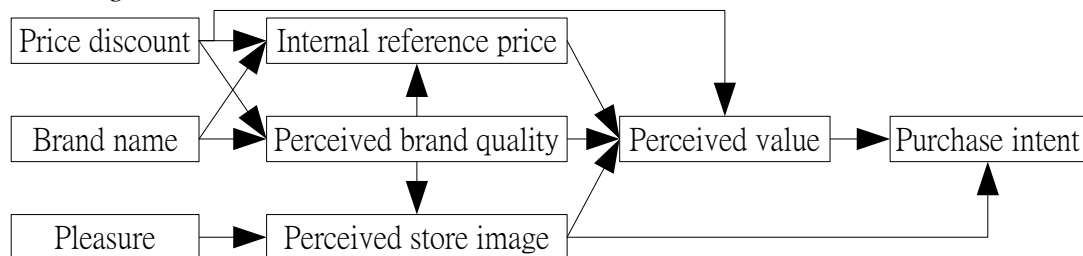 Price discount
Internal reference price
Brand name
Perceived brand quality
Perceived value
Purchase intent
Pleasure
Perceived store image